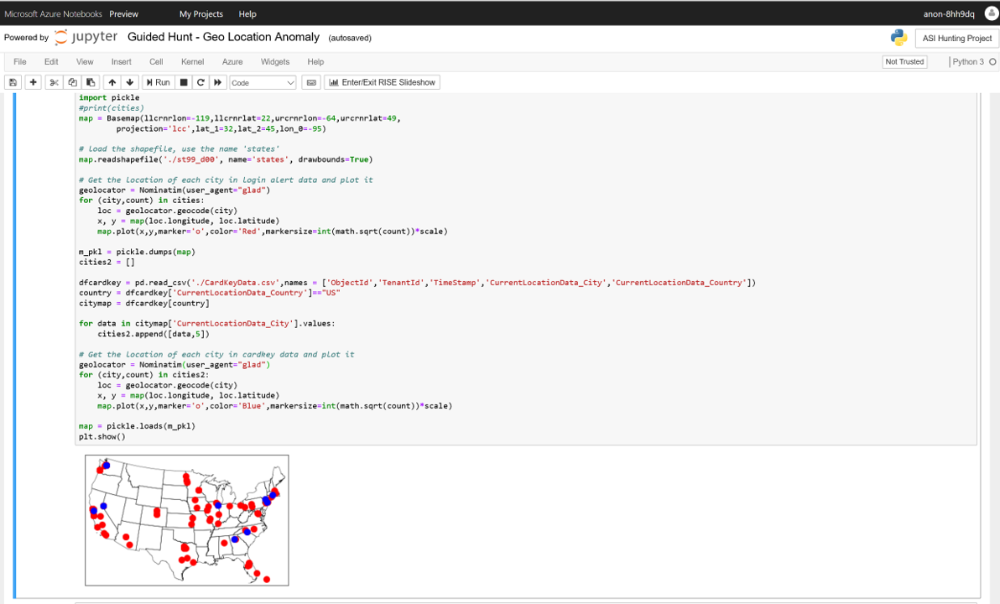 Microsoft Azure Notebooks Preview My Projects Help anon-8hh9dq
Powered by jupyter Guided Hunt - Geo Location Anomaly (autosaved) ASI Hunting Project
File Edit View Insert Cell Kernel Azure Widgets Help Not Trusted Python 3
Run Code Enter/Exit RISE Slideshow
import pickle
#print(cities)
map = Basemap(llcrnrlon=-119,llcrnrlat=22,urcrnrlon=-64,urcrnrlat=49,
        projection='lcc',lat_1=32,lat_2=45,lon_0=-95)

# Load the shapefile, use the name 'states'
map.readshapefile('./st99_d00', name='states', drawbounds=True)

# Get the location of each city in login alert data and plot it
geolocator = Nominatim(user_agent="glad")
for (city,count) in cities:
    loc = geolocator.geocode(city)
    x, y = map(loc.longitude, loc.latitude)
    map.plot(x,y,marker='o',color='Red',markersize=int(math.sqrt(count))*scale)

m_pkl = pickle.dumps(map)
cities2 = []

dfcardkey = pd.read_csv('./CardKeyData.csv',names = ['ObjectId','TenantId','TimeStamp','CurrentLocationData_City','CurrentLocationData_Country'])
country = dfcardkey['CurrentLocationData_Country']=="US"
citymap = dfcardkey[country]

for data in citymap['CurrentLocationData_City'].values:
    cities2.append([data,5])

# Get the location of each city in cardkey data and plot it
geolocator = Nominatim(user_agent="glad")
for (city,count) in cities2:
    loc = geolocator.geocode(city)
    x, y = map(loc.longitude, loc.latitude)
    map.plot(x,y,marker='o',color='Blue',markersize=int(math.sqrt(count))*scale)

map = pickle.loads(m_pkl)
plt.show()